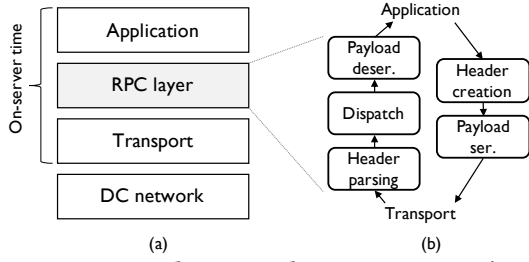 On-server time
Application
RPC layer
Transport
DC network
(a)
Application
Payload
deser.
Dispatch
Header
parsing
Header
creation
Payload
ser.
Transport
(b)